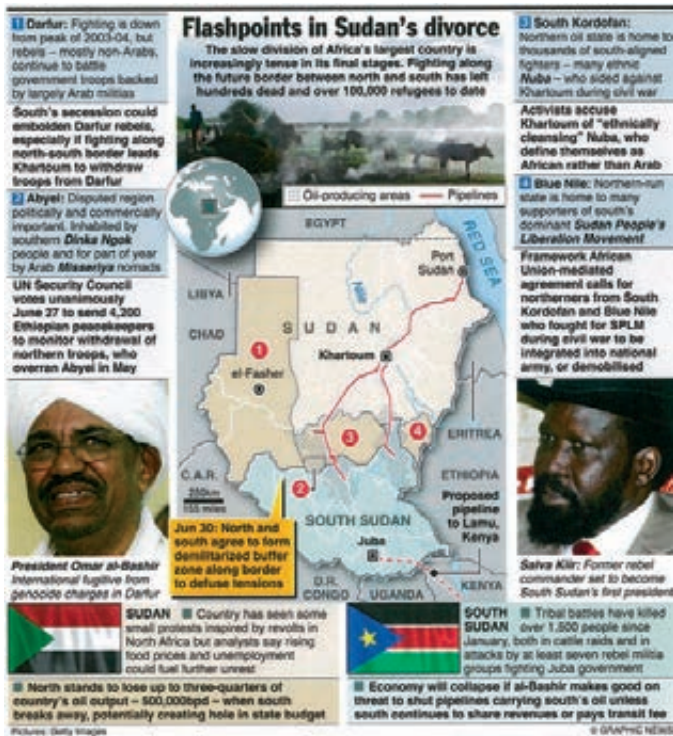 Flashpoints in Sudan's divorce
The slow division of Africa's largest country is
increasingly tense in its final stages. Fighting along
the future border between north and south has left
hundreds dead and over 100,000 refugees to date
1 Darfur: Fighting is down
from peak of 2003-04, but
rebels – mostly non-Arabs,
continue to battle
government troops backed
by largely Arab militias
South's secession could
embolden Darfur rebels,
especially if fighting along
north-south border leads
Khartoum to withdraw
troops from Darfur
2 Abyei: Disputed region
politically and commercially
important. Inhabited by
southern Dinka Ngok
people and for part of year
by Arab Misseriya nomads
UN Security Council
votes unanimously
June 27 to send 4,200
Ethiopian peacekeepers
to monitor withdrawal of
northern troops, who
overran Abyei in May
3 South Kordofan:
Northern oil state is home to
thousands of south-aligned
fighters – many ethnic
Nuba – who sided against
Khartoum during civil war
Activists accuse
Khartoum of "ethnically
cleansing" Nuba, who
define themselves as
African rather than Arab
4 Blue Nile: Northern-run
state is home to many
supporters of south's
dominant Sudan People's
Liberation Movement
Framework African
Union-mediated
agreement calls for
northerners from South
Kordofan and Blue Nile
who fought for SPLM
during civil war to be
integrated into national
army, or demobilised
Oil-producing areas
Pipelines
EGYPT
RED SEA
LIBYA
Port
Sudan
Nile
CHAD
SUDAN
1
Khartoum
el-Fasher
3
4
ERITREA
C.A.R.
2
ETHIOPIA
250km
155 miles
SOUTH SUDAN
Proposed
pipeline
to Lamu,
Kenya
Juba
D.R.
CONGO
UGANDA
KENYA
Jun 30: North and
south agree to form
demilitarized buffer
zone along border
to defuse tensions
President Omar al-Bashir
International fugitive from
genocide charges in Darfur
Salva Kiir: Former rebel
commander set to become
South Sudan's first president
SUDAN ■ Country has seen some
small protests inspired by revolts in
North Africa but analysts say rising
food prices and unemployment
could fuel further unrest
■ North stands to lose up to three-quarters of
country's oil output – 500,000bpd – when south
breaks away, potentially creating hole in state budget
SOUTH SUDAN ■ Tribal battles have killed
over 1,500 people since
January, both in cattle raids and in
attacks by at least seven rebel militia
groups fighting Juba government
■ Economy will collapse if al-Bashir makes good on
threat to shut pipelines carrying south's oil unless
south continues to share revenues or pays transit fee
Pictures: Getty Images
© GRAPHIC NEWS